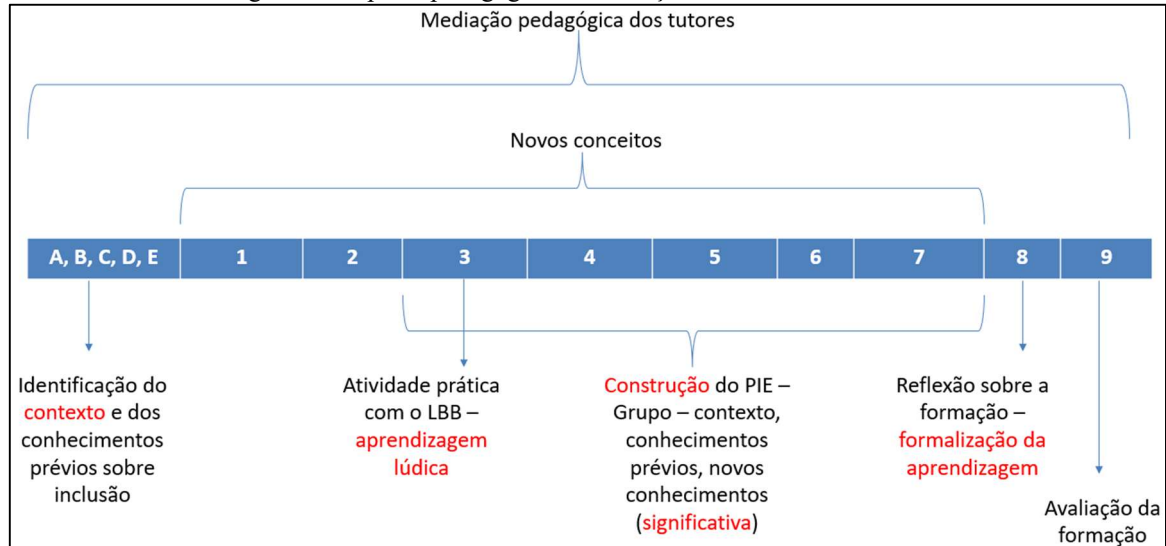 Mediação pedagógica dos tutores
Novos conceitos
A, B, C, D, E
1
2
3
4
5
6
7
8
9
Identificação do
contexto e dos
conhecimentos
prévios sobre
inclusão
Atividade prática
com o LBB –
aprendizagem
lúdica
Construção do PIE –
Grupo – contexto,
conhecimentos
prévios, novos
conhecimentos
(significativa)
Reflexão sobre a
formação –
formalização da
aprendizagem
Avaliação da
formação